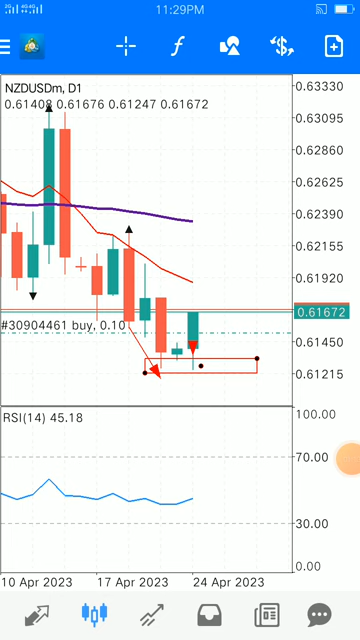 2G 4G 4G 11:29PM
NZDUSDm, D1
0.61408 0.61676 0.61247 0.61672
0.63330
0.63095
0.62860
0.62625
0.62390
0.62155
0.61920
0.61672
#30904461 buy, 0.10
0.61450
0.61215
RSI(14) 45.18
100.00
70.00
30.00
0.00
10 Apr 2023 17 Apr 2023 24 Apr 2023